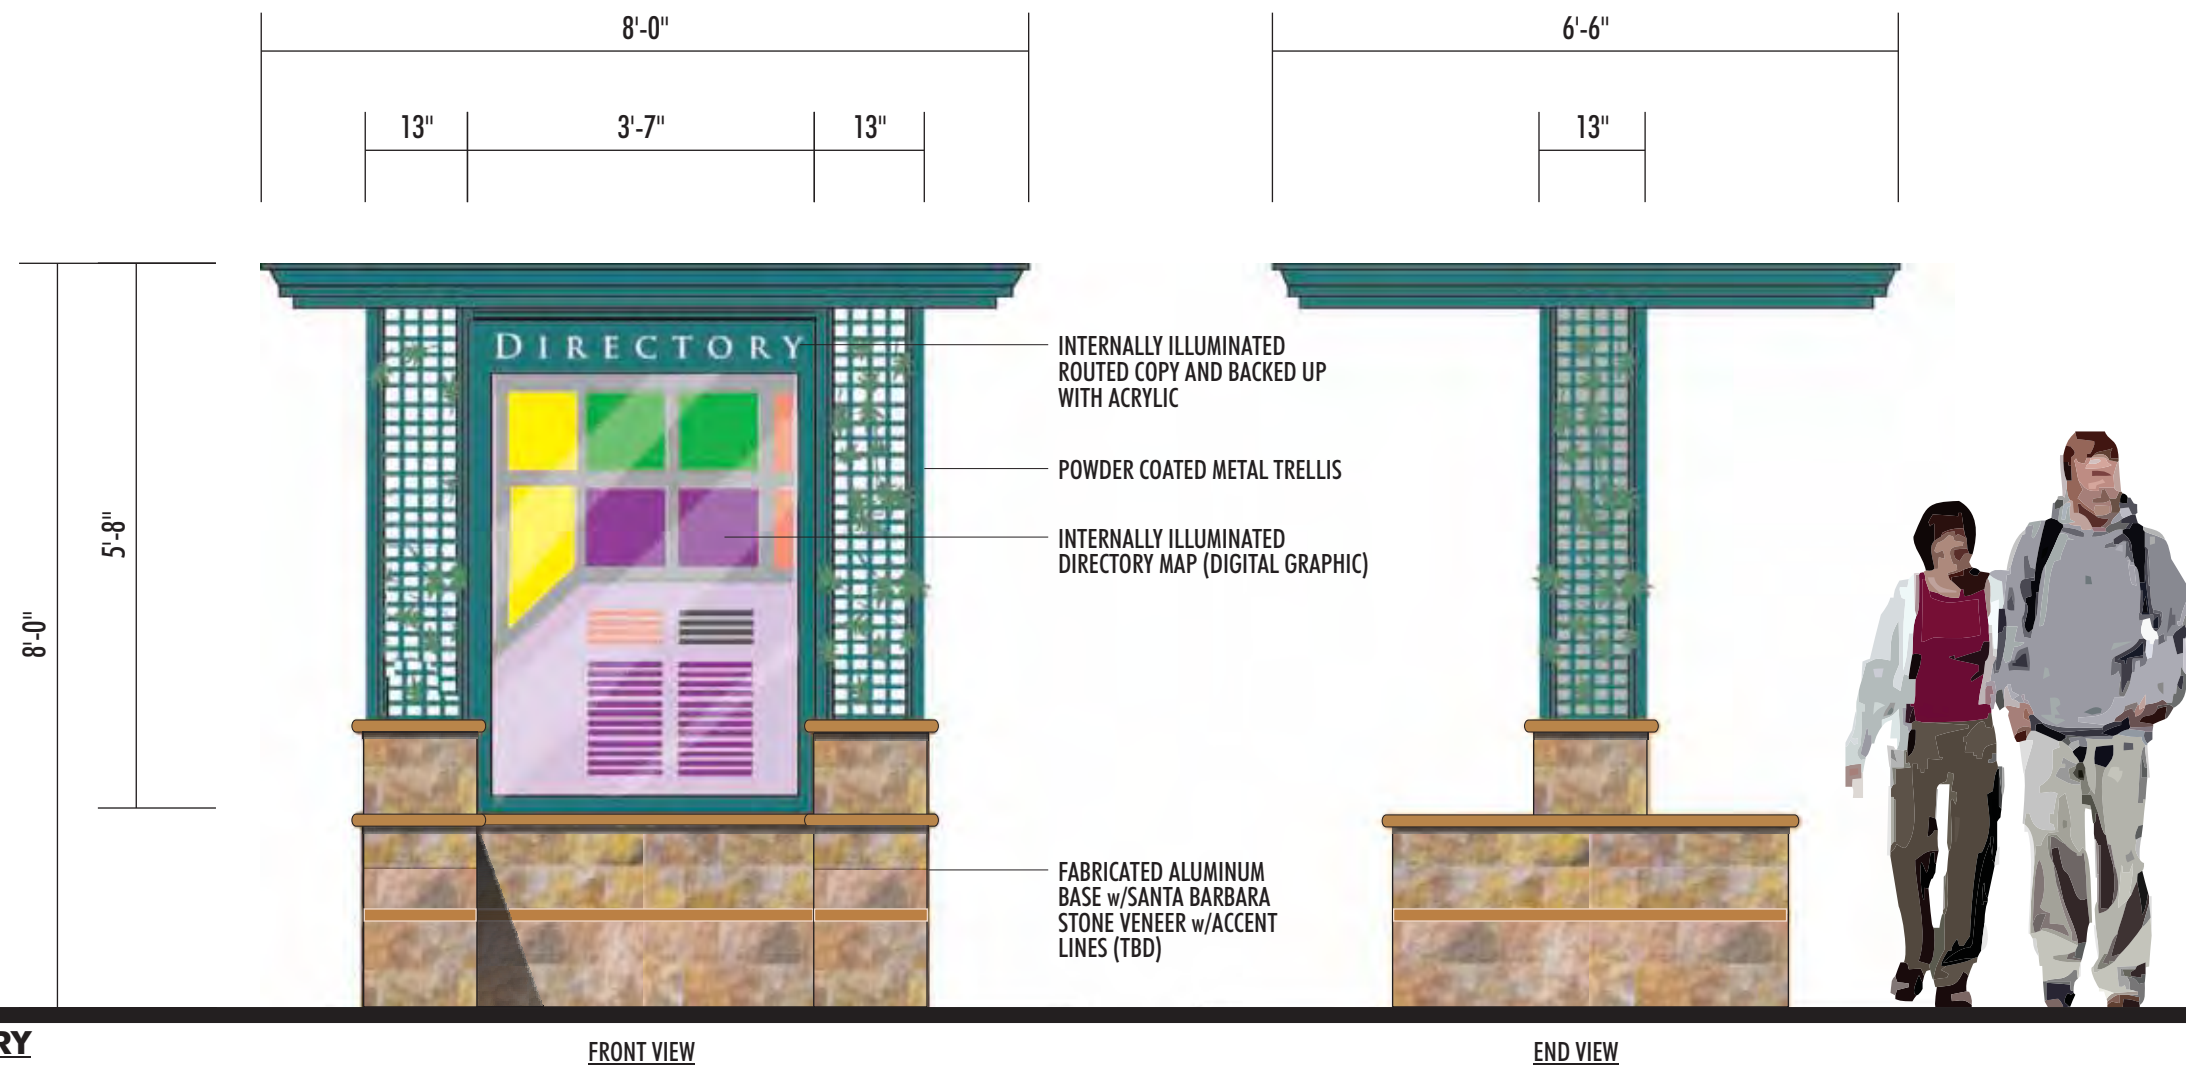 8'-0"
6'-6"
13"
3'-7"
13"
13"
5'-8"
8'-0"
DIRECTORY
INTERNALLY ILLUMINATED
ROUTED COPY AND BACKED UP
WITH ACRYLIC
POWDER COATED METAL TRELLIS
INTERNALLY ILLUMINATED
DIRECTORY MAP (DIGITAL GRAPHIC)
FABRICATED ALUMINUM
BASE w/SANTA BARBARA
STONE VENEER w/ACCENT
LINES (TBD)
RY
FRONT VIEW
END VIEW